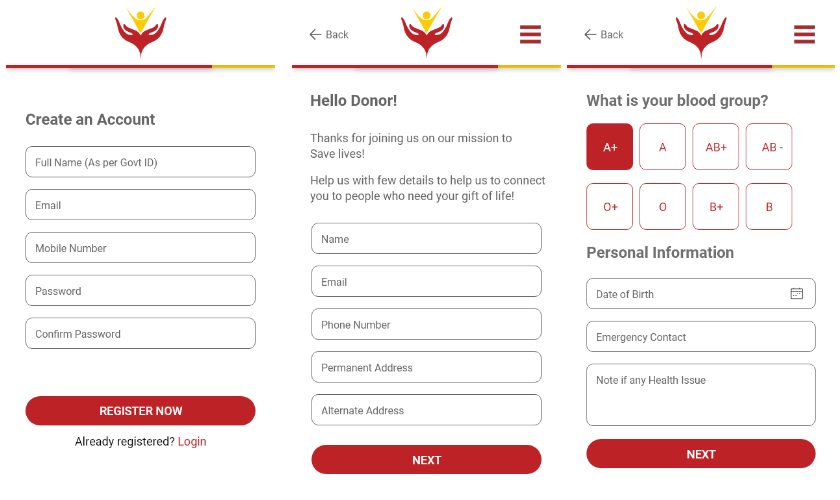 Create an Account
Full Name (As per Govt ID)
Email
Mobile Number
Password
Confirm Password
REGISTER NOW
Already registered? Login
Back
Hello Donor!
Thanks for joining us on our mission to
Save lives!
Help us with few details to help us to connect
you to people who need your gift of life!
Name
Email
Phone Number
Permanent Address
Alternate Address
NEXT
Back
What is your blood group?
A+ A AB+ AB -
O+ O B+ B
Personal Information
Date of Birth
Emergency Contact
Note if any Health Issue
NEXT